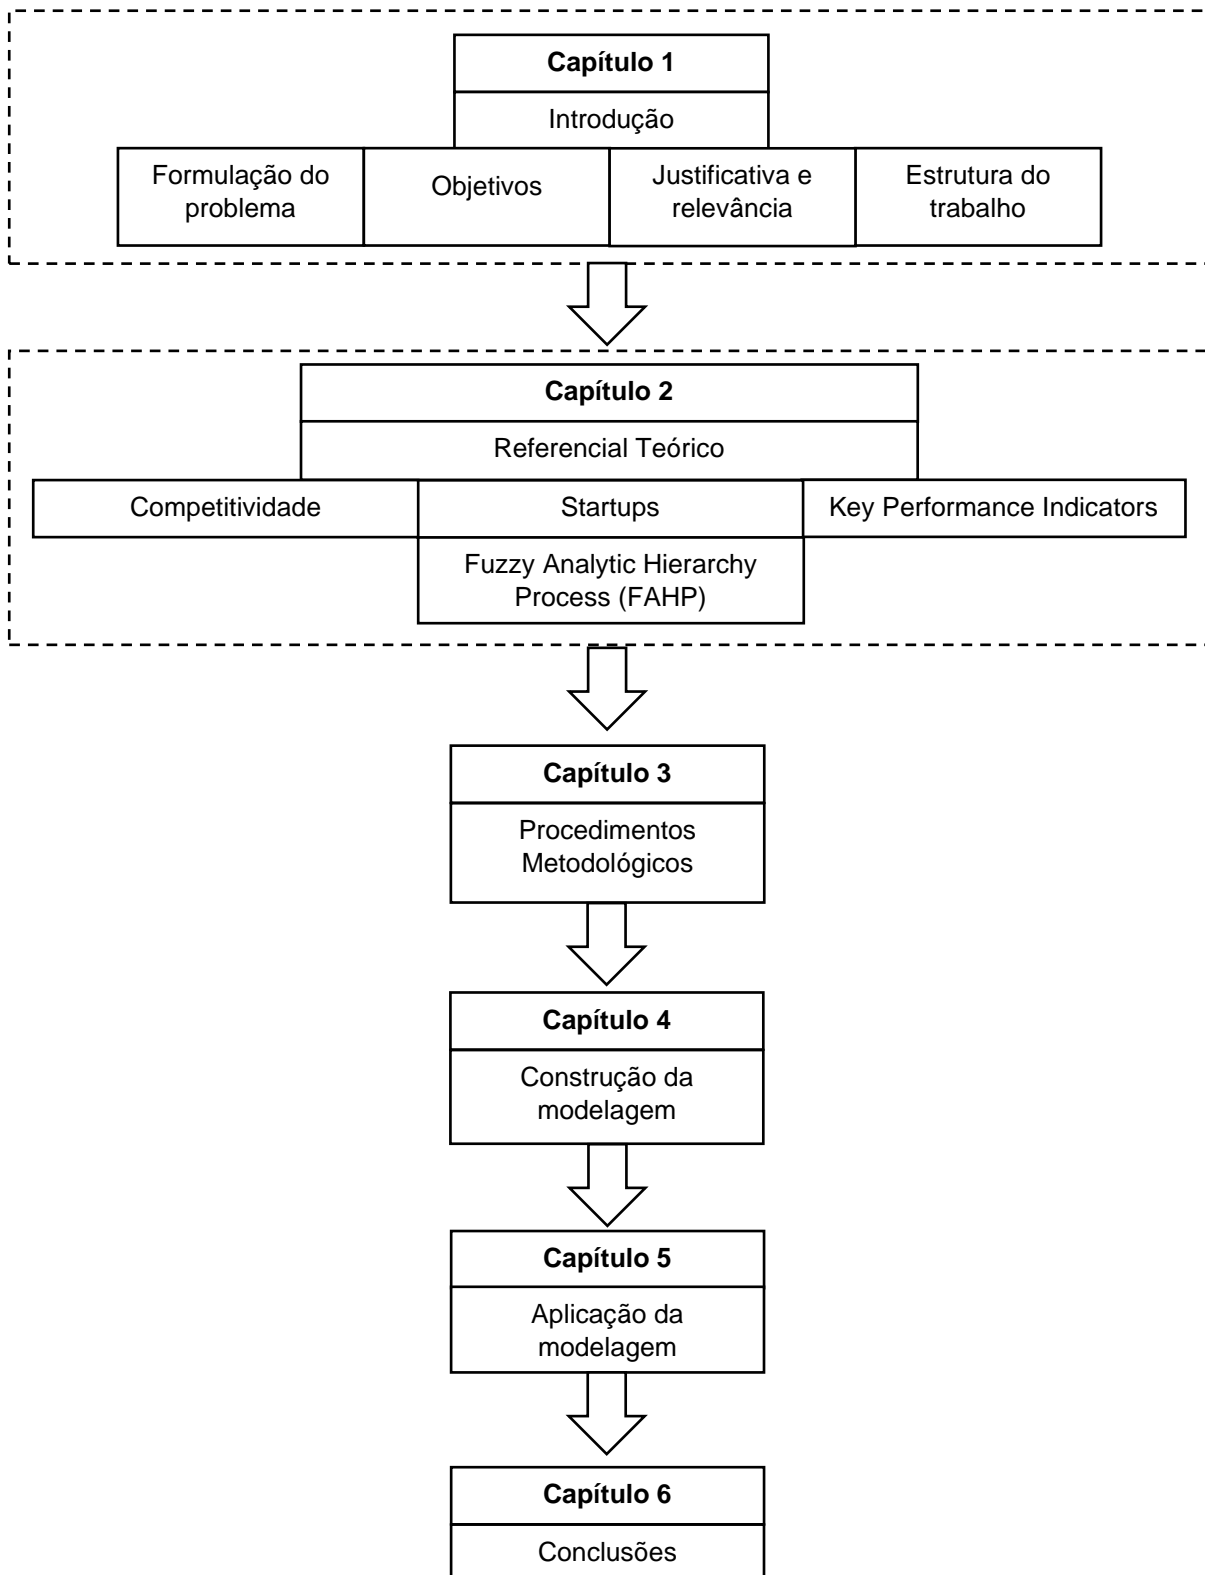 Capítulo 1
Introdução
Formulação do
problema
Objetivos
Justificativa e
relevância
Estrutura do
trabalho
Capítulo 2
Referencial Teórico
Competitividade
Startups
Key Performance Indicators
Fuzzy Analytic Hierarchy
Process (FAHP)
Capítulo 3
Procedimentos
Metodológicos
Capítulo 4
Construção da
modelagem
Capítulo 5
Aplicação da
modelagem
Capítulo 6
Conclusões